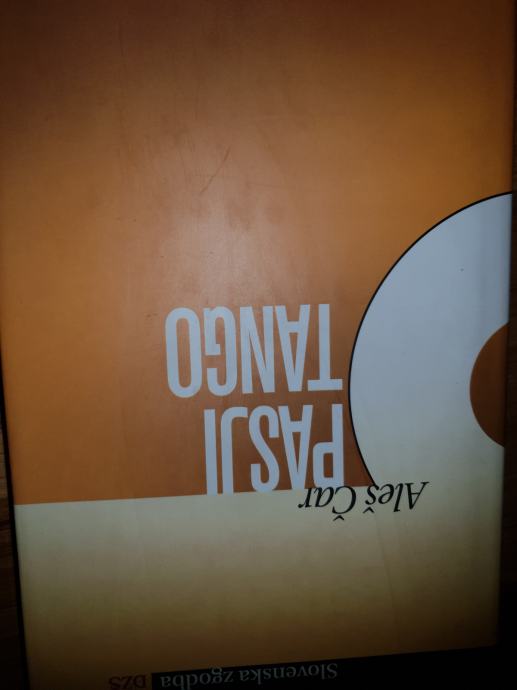 Slovenska zgodba DZS
Aleš Čar
PASJI
TANGO